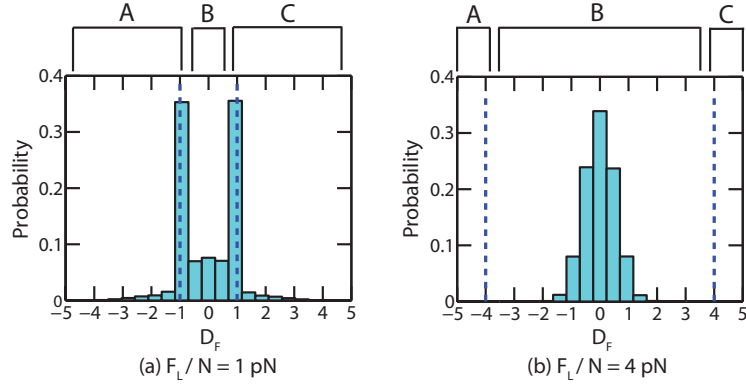 A B C
A B C
0.4
0.3
0.2
0.1
0
Probability
−5 −4 −3 −2 −1 0 1 2 3 4 5
D_F
(a) F_L / N = 1 pN
0.4
0.3
0.2
0.1
0
Probability
−5 −4 −3 −2 −1 0 1 2 3 4 5
D_F
(b) F_L / N = 4 pN